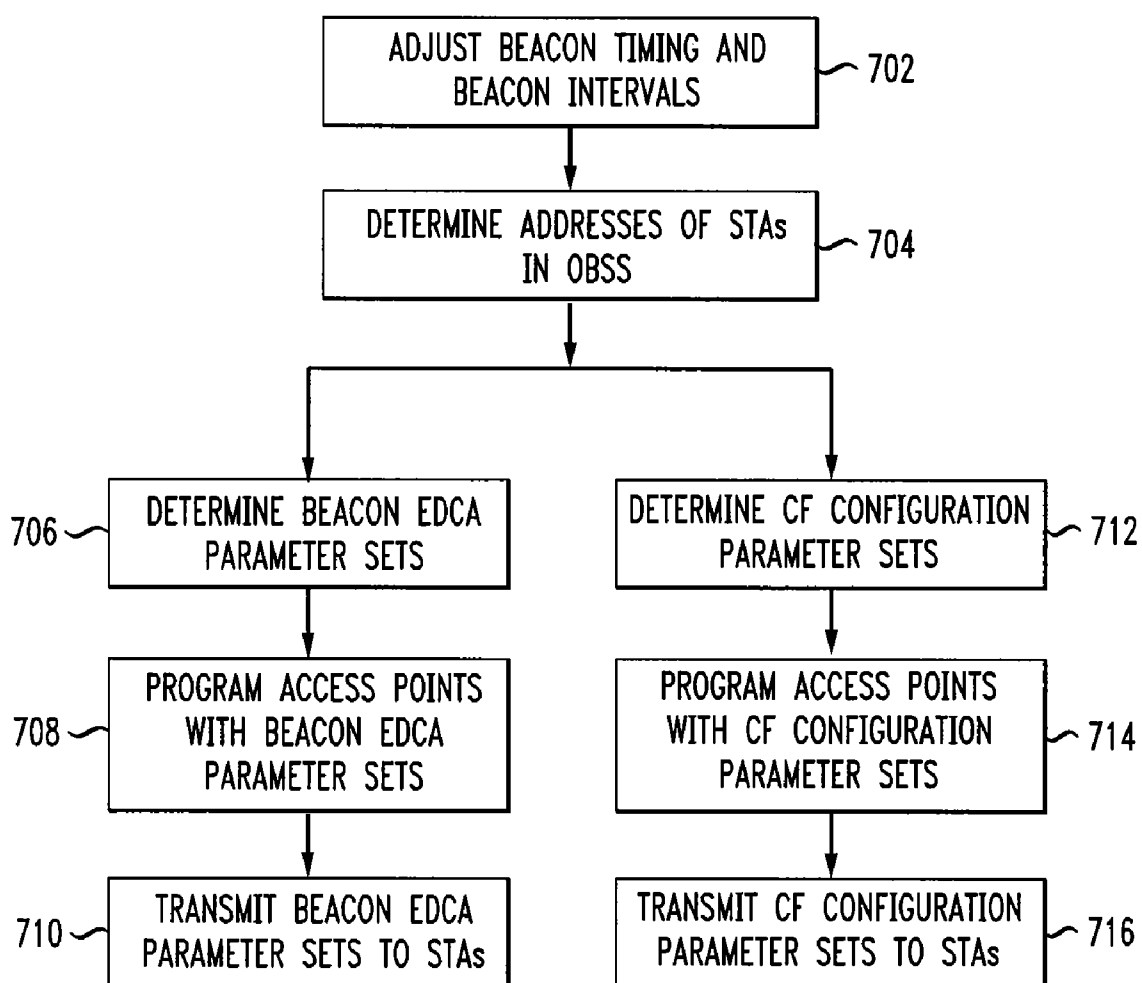 ADJUST BEACON TIMING AND
BEACON INTERVALS
702
DETERMINE ADDRESSES OF STAs
IN OBSS
704
706
DETERMINE BEACON EDCA
PARAMETER SETS
DETERMINE CF CONFIGURATION
PARAMETER SETS
712
708
PROGRAM ACCESS POINTS
WITH BEACON EDCA
PARAMETER SETS
PROGRAM ACCESS POINTS
WITH CF CONFIGURATION
PARAMETER SETS
714
710
TRANSMIT BEACON EDCA
PARAMETER SETS TO STAs
TRANSMIT CF CONFIGURATION
PARAMETER SETS TO STAs
716